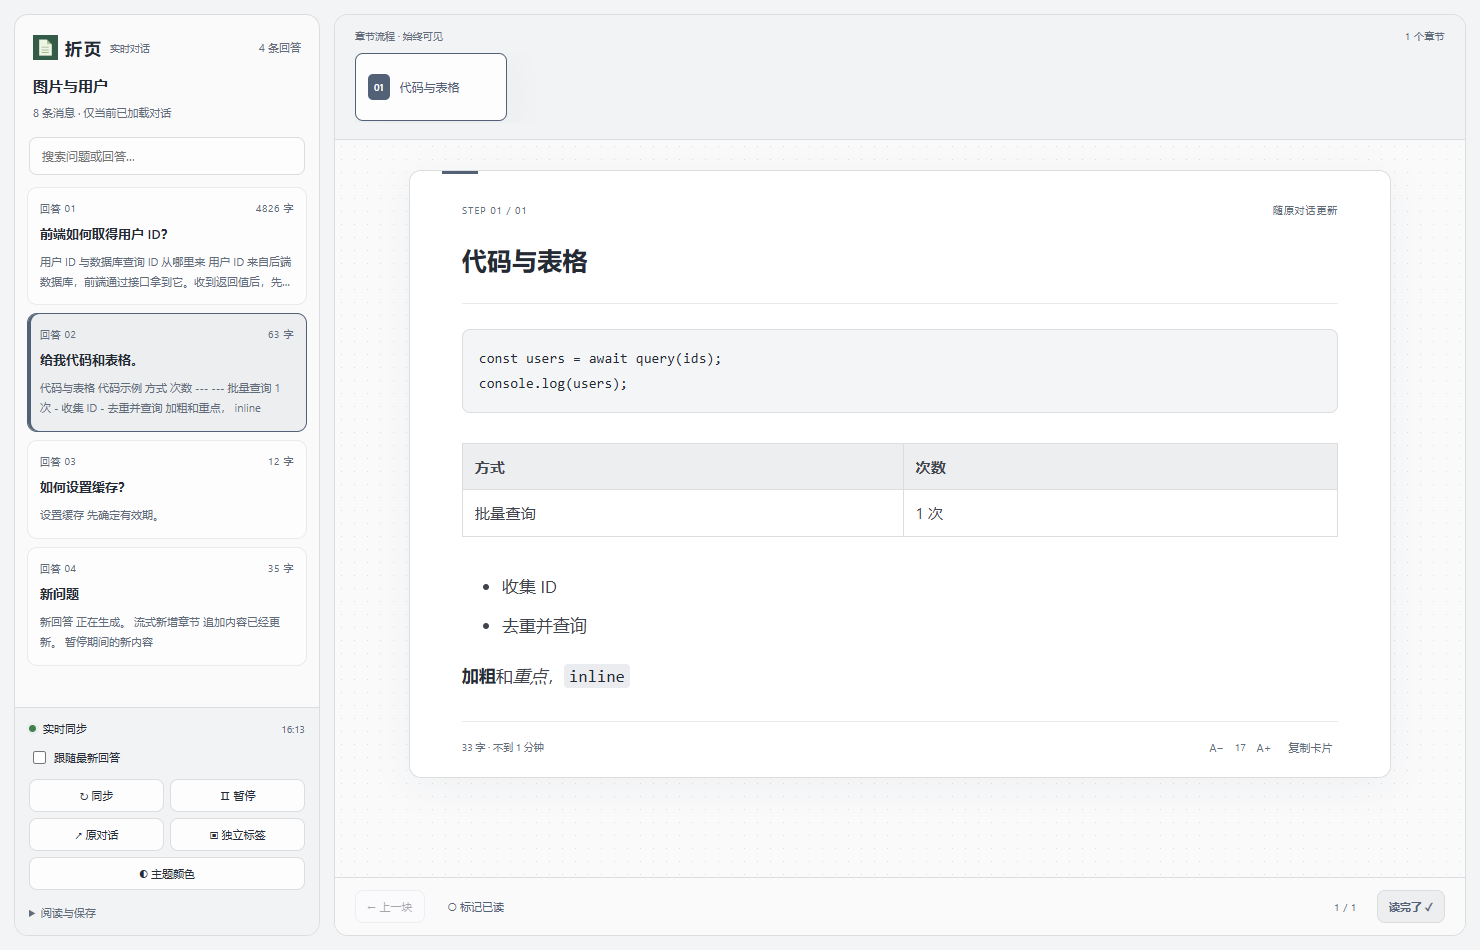 折页 实时对话 4 条回答
图片与用户
8 条消息 · 仅当前已加载对话
搜索问题或回答...
回答 01 4826 字
前端如何取得用户 ID？
用户 ID 与数据库查询 ID 从哪里来 用户 ID 来自后端
数据库，前端通过接口拿到它。收到返回值后，先...
回答 02 63 字
给我代码和表格。
代码与表格 代码示例 方式 次数 --- --- 批量查询 1
次 - 收集 ID - 去重并查询 加粗和重点， inline
回答 03 12 字
如何设置缓存？
设置缓存 先确定有效期。
回答 04 35 字
新问题
新回答 正在生成。 流式新增章节 追加内容已经更
新。 暂停期间的新内容
实时同步 16:13
跟随最新回答
↻ 同步 ⏸ 暂停
↗ 原对话 ▣ 独立标签
◐ 主题颜色
▶ 阅读与保存
章节流程 · 始终可见 1 个章节
01 代码与表格
STEP 01 / 01 随原对话更新
代码与表格
const users = await query(ids);
console.log(users);
方式 次数
批量查询 1 次
• 收集 ID
• 去重并查询
加粗和重点， inline
33 字 · 不到 1 分钟 A− 17 A+ 复制卡片
← 上一块 ○ 标记已读 1 / 1 读完了 ✓